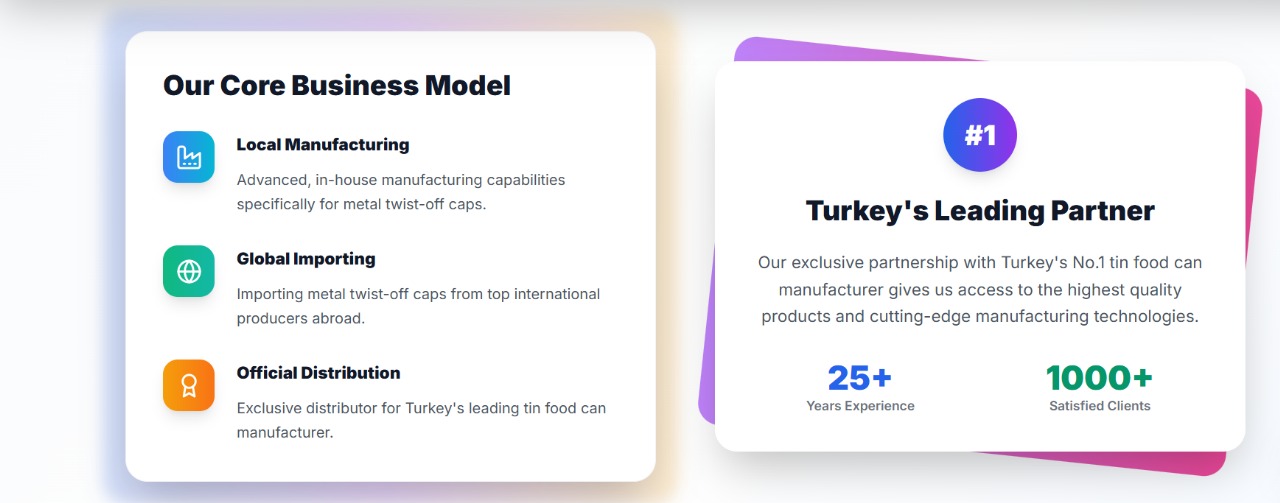 Our Core Business Model
Local Manufacturing
Advanced, in-house manufacturing capabilities
specifically for metal twist-off caps.
Global Importing
Importing metal twist-off caps from top international
producers abroad.
Official Distribution
Exclusive distributor for Turkey's leading tin food can
manufacturer.
#1
Turkey's Leading Partner
Our exclusive partnership with Turkey's No.1 tin food can
manufacturer gives us access to the highest quality
products and cutting-edge manufacturing technologies.
25+
Years Experience
1000+
Satisfied Clients